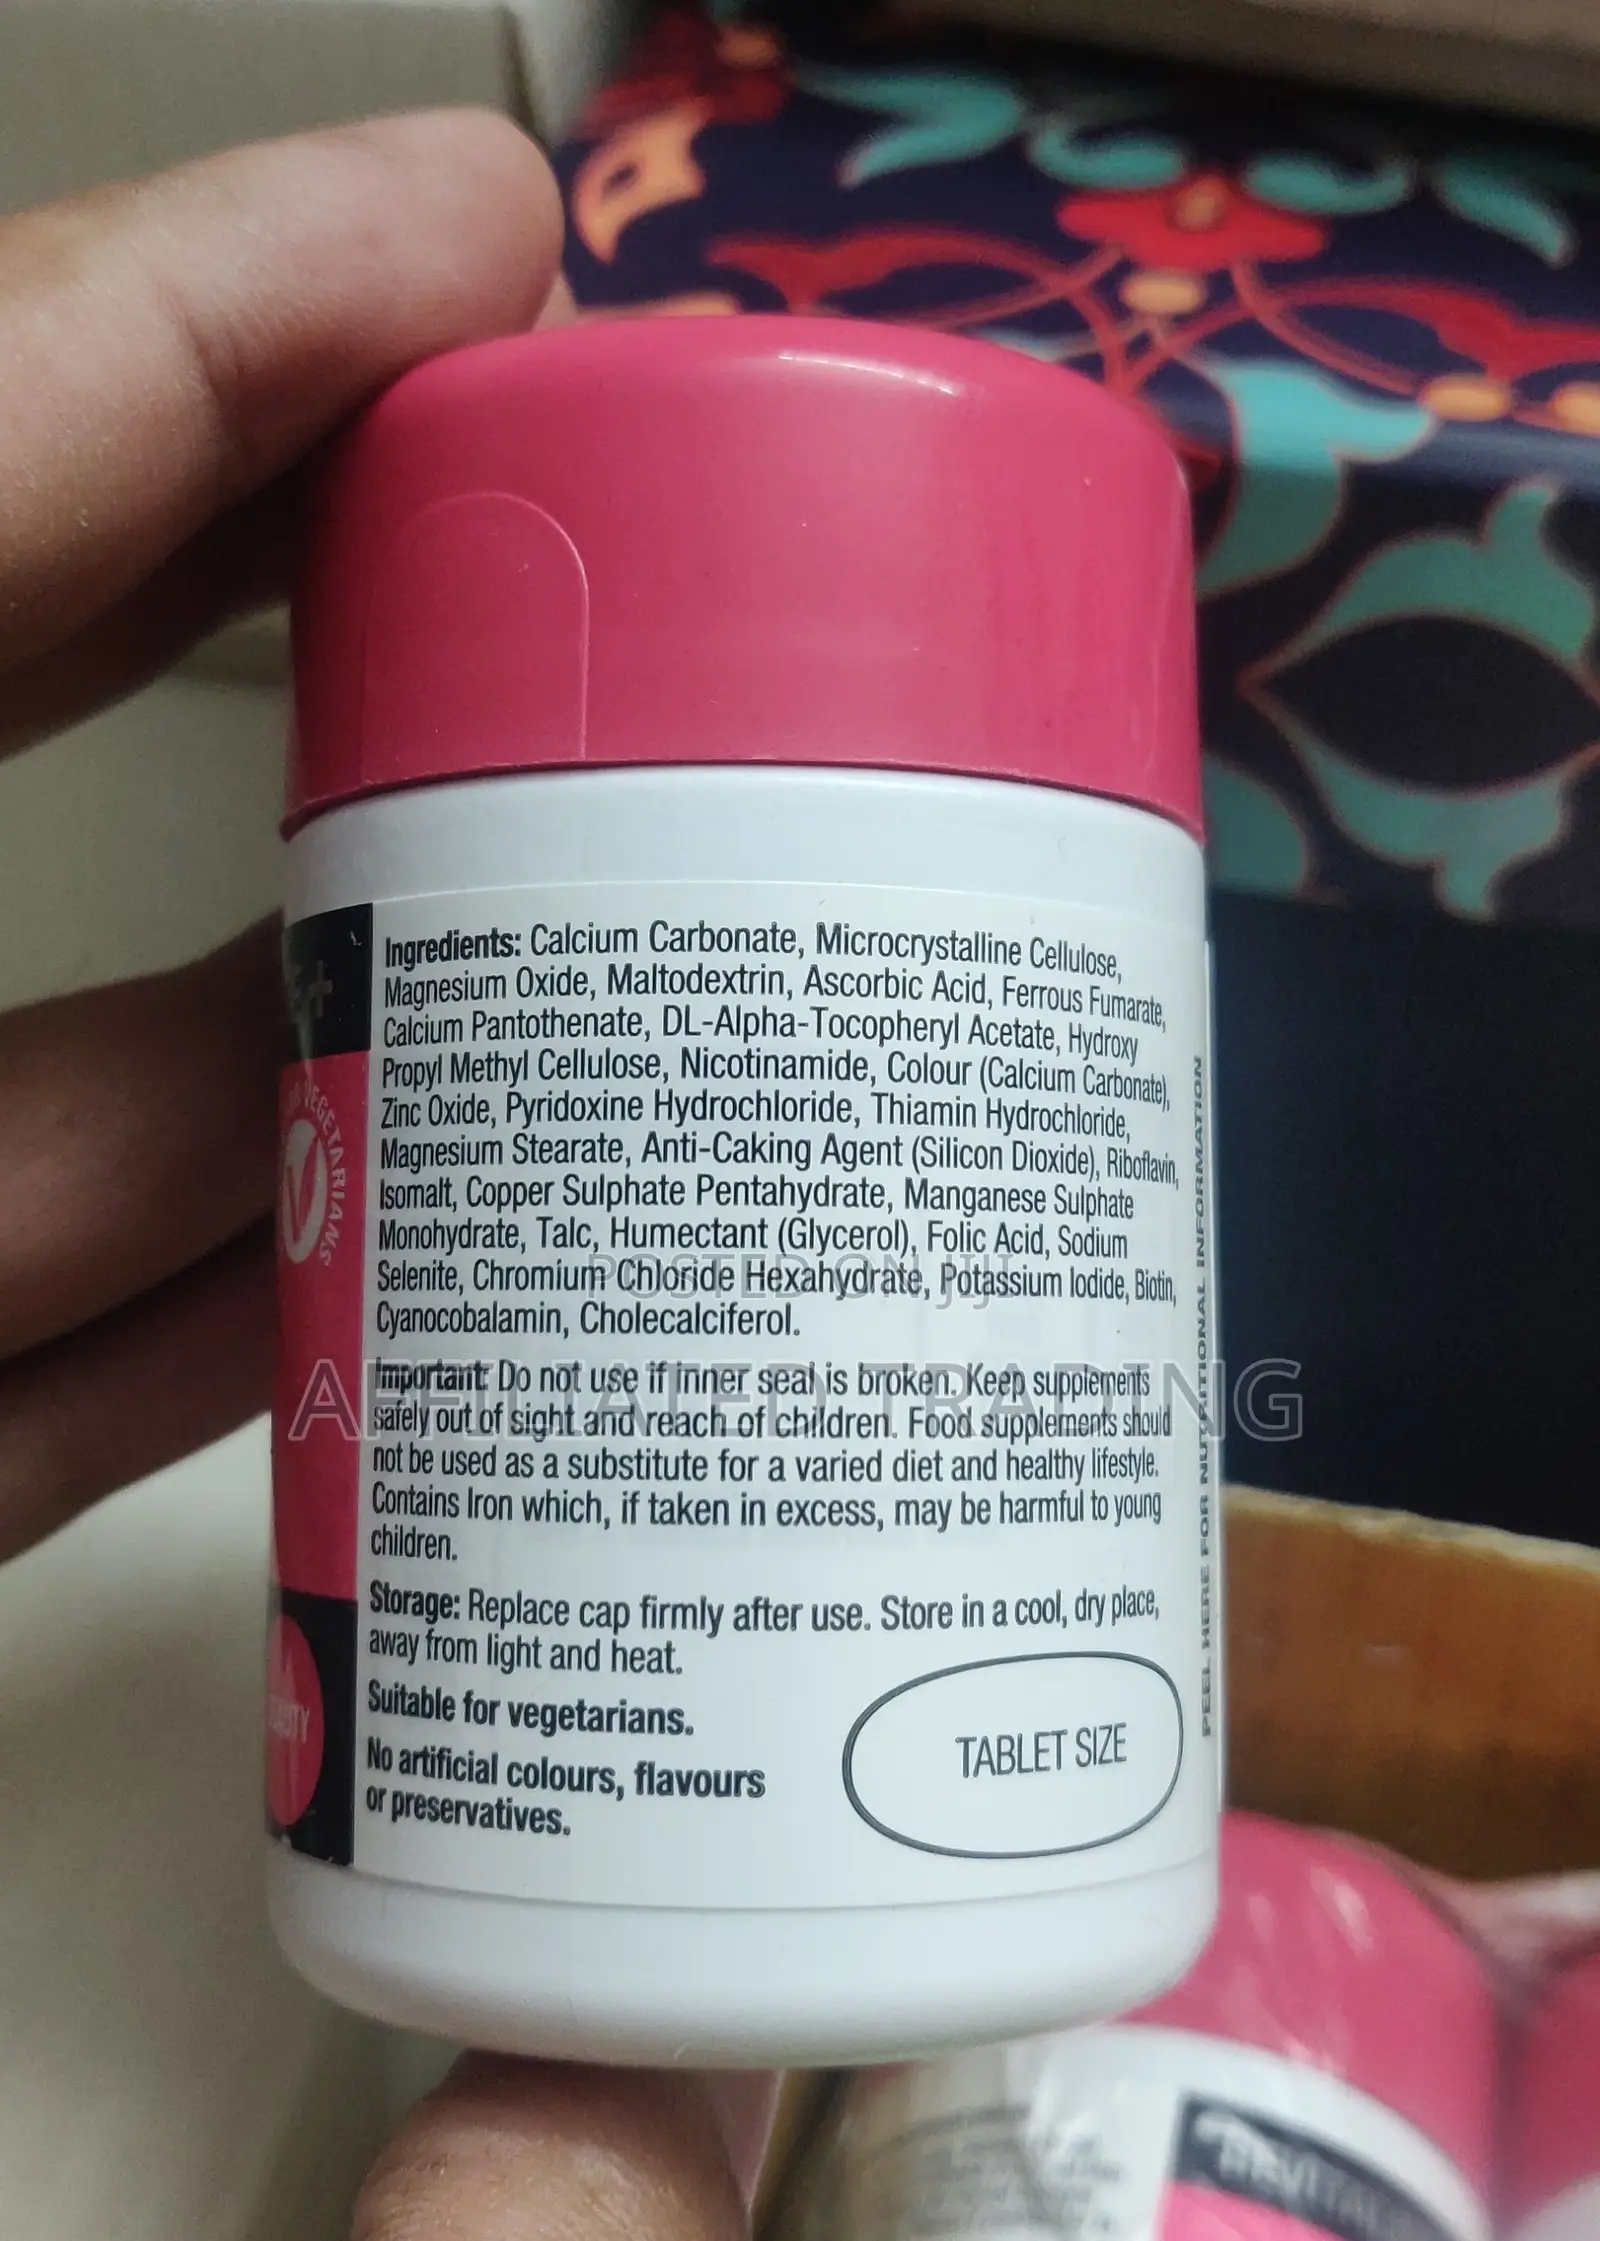 Ingredients: Calcium Carbonate, Microcrystalline Cellulose,
Magnesium Oxide, Maltodextrin, Ascorbic Acid, Ferrous Fumarate,
Calcium Pantothenate, DL-Alpha-Tocopheryl Acetate, Hydroxy
Propyl Methyl Cellulose, Nicotinamide, Colour (Calcium Carbonate),
Zinc Oxide, Pyridoxine Hydrochloride, Thiamin Hydrochloride,
Magnesium Stearate, Anti-Caking Agent (Silicon Dioxide), Riboflavin,
Isomalt, Copper Sulphate Pentahydrate, Manganese Sulphate
Monohydrate, Talc, Humectant (Glycerol), Folic Acid, Sodium
Selenite, Chromium Chloride Hexahydrate, Potassium Iodide, Biotin,
Cyanocobalamin, Cholecalciferol.
Important: Do not use if inner seal is broken. Keep supplements
safely out of sight and reach of children. Food supplements should
not be used as a substitute for a varied diet and healthy lifestyle.
Contains Iron which, if taken in excess, may be harmful to young
children.
Storage: Replace cap firmly after use. Store in a cool, dry place,
away from light and heat.
Suitable for vegetarians.
No artificial colours, flavours
or preservatives.
TABLET SIZE
PEEL HERE FOR NUTRITIONAL INFORMATION
VEGETARIANS
V
POSTED ON JIJI
AFFILIATED TRADING